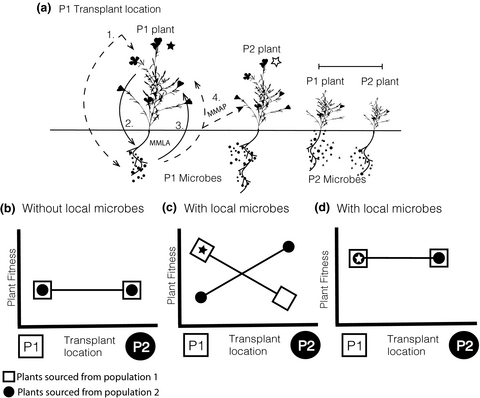 (a) P1 Transplant location
1.
P1 plant
P2 plant
P1 plant
P2 plant
4.
MMAP
2.
3.
MMLA
P1 Microbes
P2 Microbes
(b) Without local microbes
(c) With local microbes
(d) With local microbes
Plant Fitness
Plant Fitness
Plant Fitness
P1
Transplant
location
P2
P1
Transplant
location
P2
P1
Transplant
location
P2
Plants sourced from population 1
Plants sourced from population 2